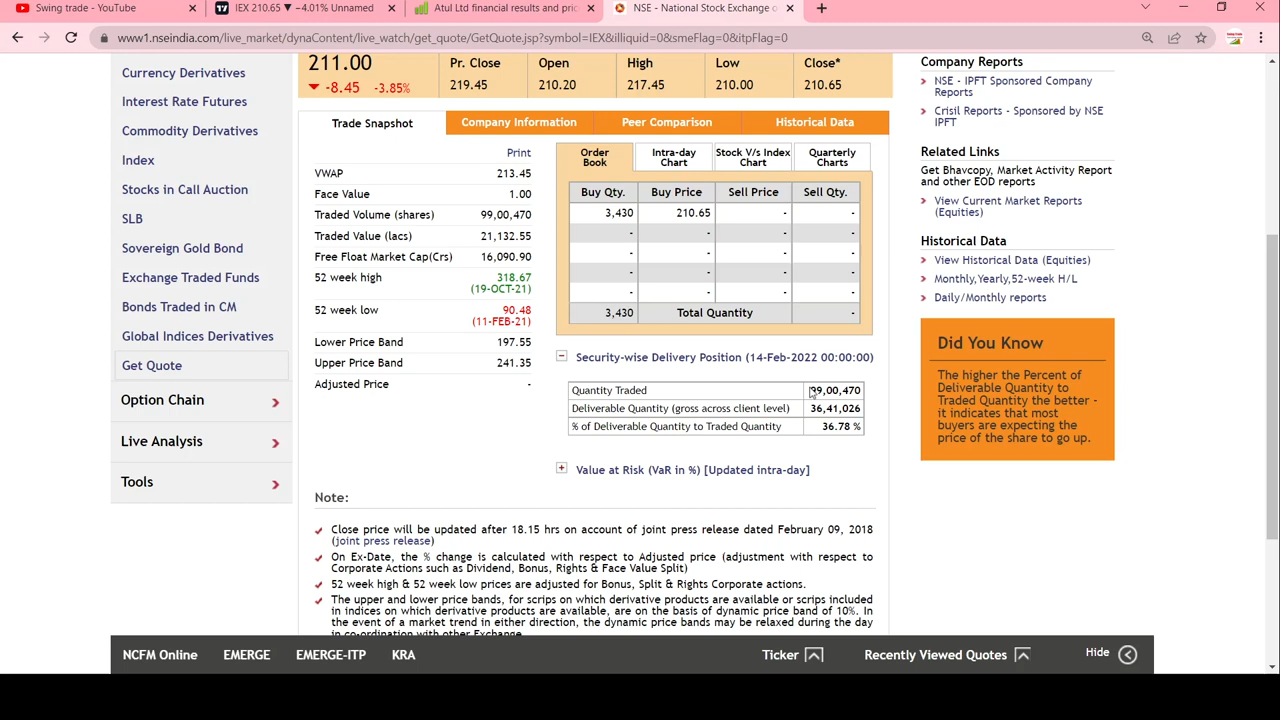 Swing trade - YouTube
IEX 210.65 ▼ −4.01% Unnamed
Atul Ltd financial results and pric
NSE - National Stock Exchange o
www1.nseindia.com/live_market/dynaContent/live_watch/get_quote/GetQuote.jsp?symbol=IEX&illiquid=0&smeFlag=0&itpFlag=0
Currency Derivatives
Interest Rate Futures
Commodity Derivatives
Index
Stocks in Call Auction
SLB
Sovereign Gold Bond
Exchange Traded Funds
Bonds Traded in CM
Global Indices Derivatives
Get Quote
Option Chain
Live Analysis
Tools
211.00 Pr. Close Open High Low Close*
-8.45 -3.85% 219.45 210.20 217.45 210.00 210.65
Trade Snapshot Company Information Peer Comparison Historical Data
Print
VWAP 213.45
Face Value 1.00
Traded Volume (shares) 99,00,470
Traded Value (lacs) 21,132.55
Free Float Market Cap(Crs) 16,090.90
52 week high 318.67
(19-OCT-21)
52 week low 90.48
(11-FEB-21)
Lower Price Band 197.55
Upper Price Band 241.35
Adjusted Price -
Order Book
Intra-day Chart
Stock V/s Index Chart
Quarterly Charts
Buy Qty. Buy Price Sell Price Sell Qty.
3,430 210.65 - -
- - - -
- - - -
- - - -
- - - -
3,430 Total Quantity -
Security-wise Delivery Position (14-Feb-2022 00:00:00)
Quantity Traded 99,00,470
Deliverable Quantity (gross across client level) 36,41,026
% of Deliverable Quantity to Traded Quantity 36.78 %
Value at Risk (VaR in %) [Updated intra-day]
Note:
Close price will be updated after 18.15 hrs on account of joint press release dated February 09, 2018
(joint press release)
On Ex-Date, the % change is calculated with respect to Adjusted price (adjustment with respect to
Corporate Actions such as Dividend, Bonus, Rights & Face Value Split)
52 week high & 52 week low prices are adjusted for Bonus, Split & Rights Corporate actions.
The upper and lower price bands, for scrips on which derivative products are available or scrips included
in indices on which derivative products are available, are on the basis of dynamic price band of 10%. In
the event of a market trend in either direction, the dynamic price bands may be relaxed during the day
in co-ordination with other Exchange.
Company Reports
NSE - IPFT Sponsored Company
Reports
Crisil Reports - Sponsored by NSE
IPFT
Related Links
Get Bhavcopy, Market Activity Report
and other EOD reports
View Current Market Reports
(Equities)
Historical Data
View Historical Data (Equities)
Monthly,Yearly,52-week H/L
Daily/Monthly reports
Did You Know
The higher the Percent of
Deliverable Quantity to
Traded Quantity the better -
it indicates that most
buyers are expecting the
price of the share to go up.
NCFM Online EMERGE EMERGE-ITP KRA Ticker Recently Viewed Quotes Hide